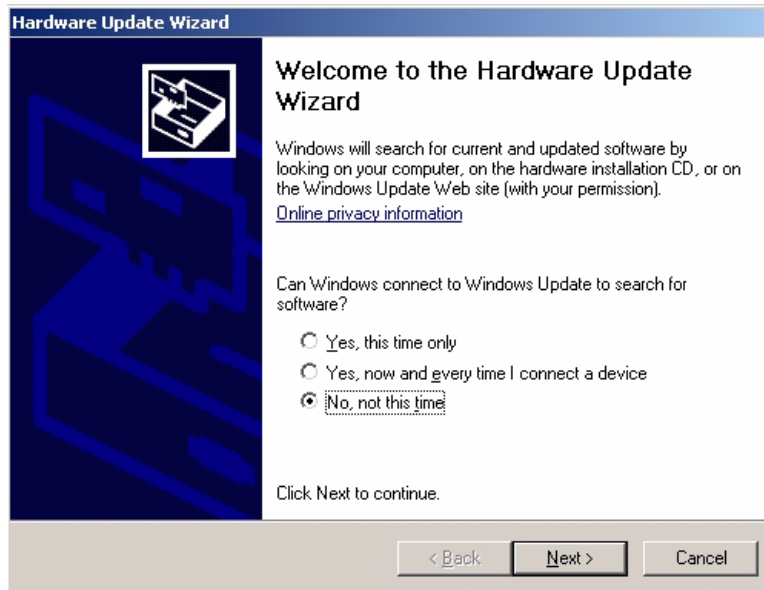 Hardware Update Wizard
Welcome to the Hardware Update
Wizard
Windows will search for current and updated software by
looking on your computer, on the hardware installation CD, or on
the Windows Update Web site (with your permission).
Online privacy information
Can Windows connect to Windows Update to search for
software?
Yes, this time only
Yes, now and every time I connect a device
No, not this time
Click Next to continue.
< Back Next > Cancel